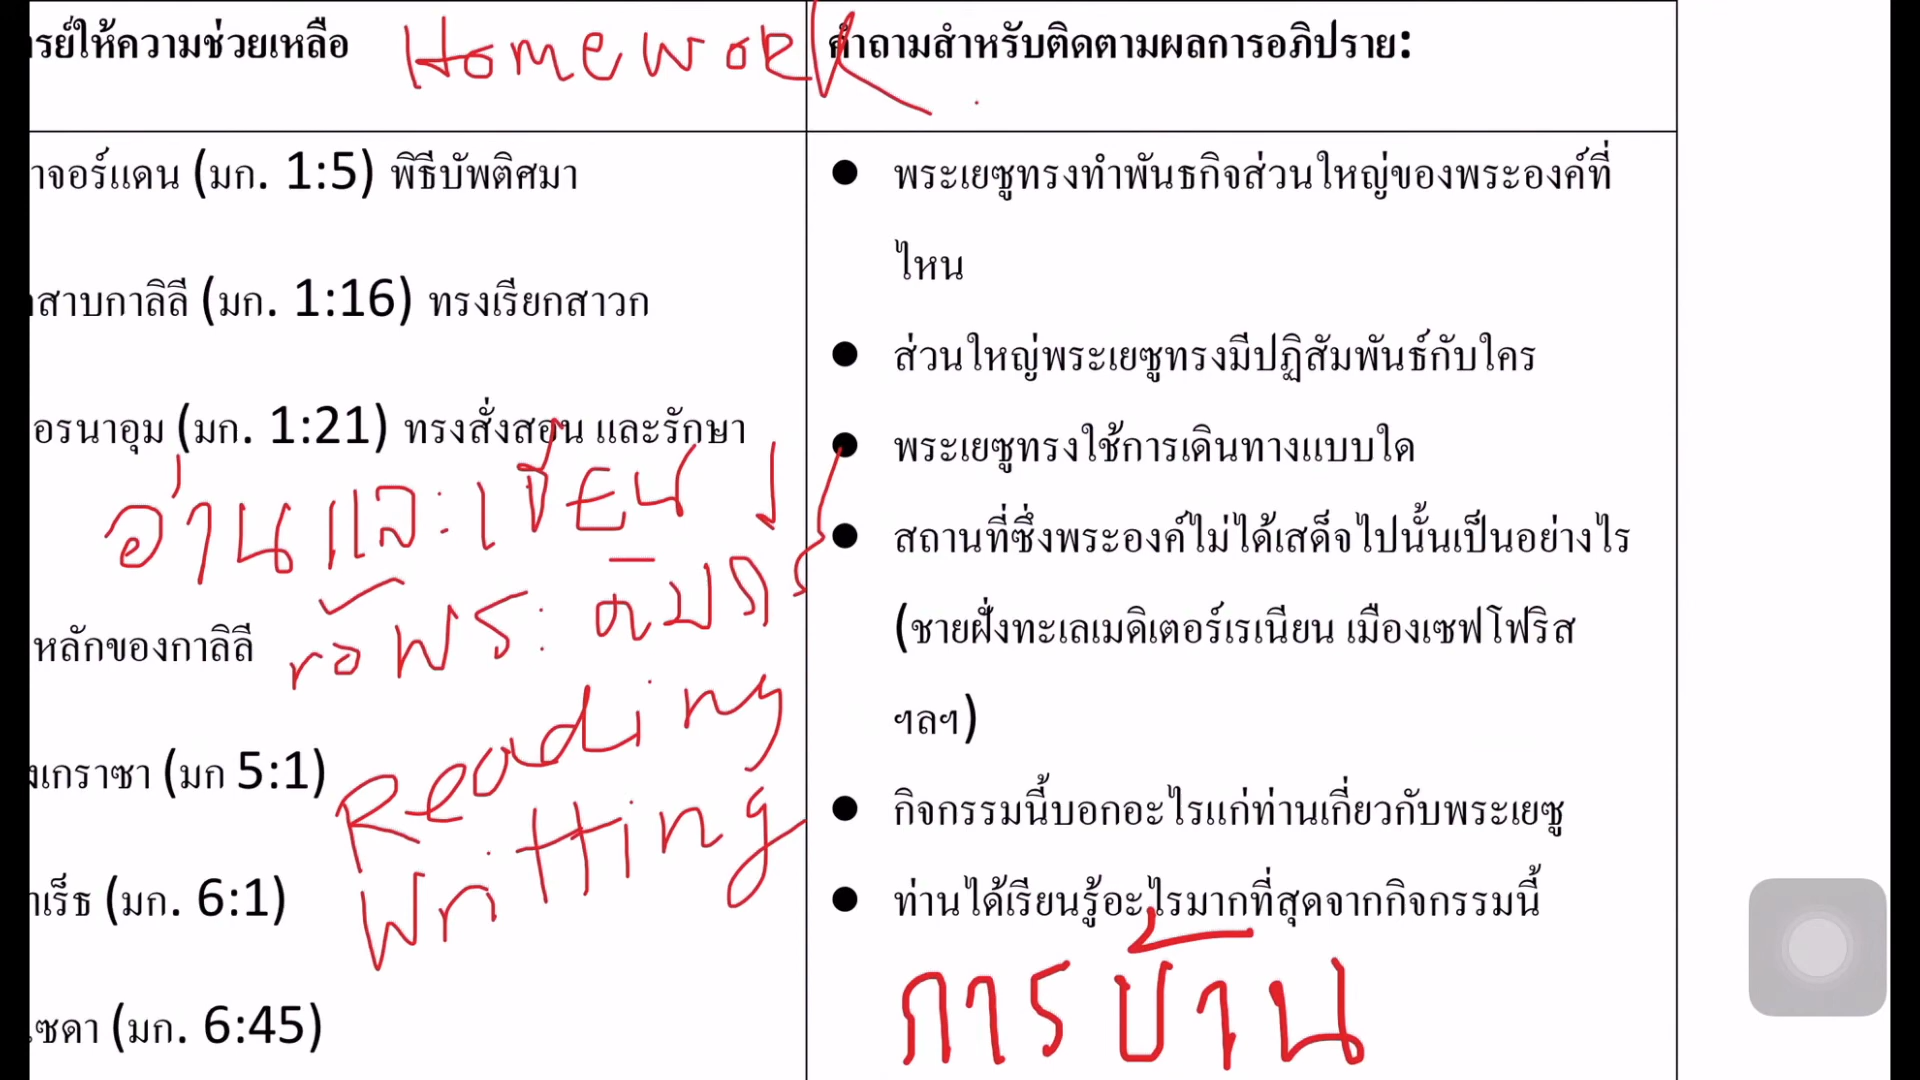 รย์ให้ความช่วยเหลือ
Homework
คำถามสำหรับติดตามผลการอภิปราย:
าจอร์แดน (มก. 1:5) พิธีบัพติศมา
สาบกาลิลี (มก. 1:16) ทรงเรียกสาวก
อรนาอุม (มก. 1:21) ทรงสั่งสอน และรักษา
อ่านและเขียน
หลักของกาลิลี
Reading
Writting
งเกราซา (มก 5:1)
าเร็ธ (มก. 6:1)
เซดา (มก. 6:45)
● พระเยซูทรงทำพันธกิจส่วนใหญ่ของพระองค์ที่
ไหน
● ส่วนใหญ่พระเยซูทรงมีปฏิสัมพันธ์กับใคร
● พระเยซูทรงใช้การเดินทางแบบใด
● สถานที่ซึ่งพระองค์ไม่ได้เสด็จไปนั้นเป็นอย่างไร
(ชายฝั่งทะเลเมดิเตอร์เรเนียน เมืองเซฟโฟริส
ฯลฯ)
● กิจกรรมนี้บอกอะไรแก่ท่านเกี่ยวกับพระเยซู
● ท่านได้เรียนรู้อะไรมากที่สุดจากกิจกรรมนี้
การบ้าน